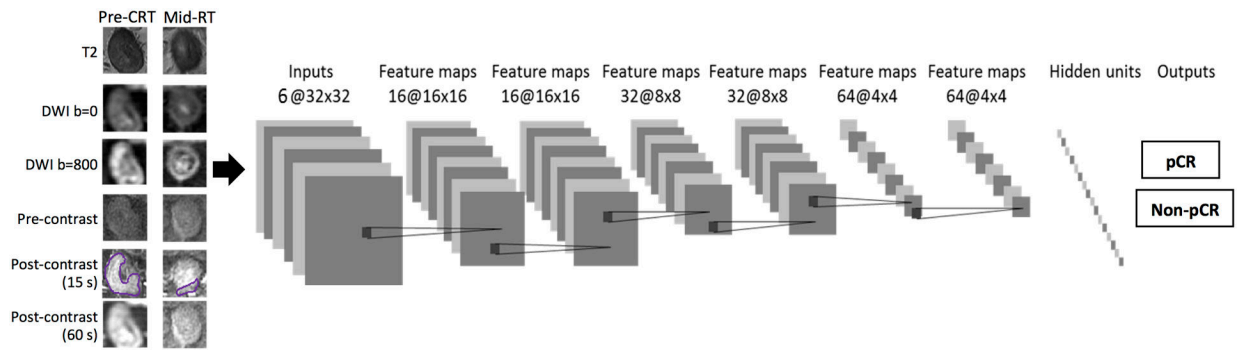 Pre-CRT Mid-RT
T2
DWI b=0
DWI b=800
Pre-contrast
Post-contrast
(15 s)
Post-contrast
(60 s)
Inputs
6@32x32
Feature maps
16@16x16
Feature maps
16@16x16
Feature maps
32@8x8
Feature maps
32@8x8
Feature maps
64@4x4
Feature maps
64@4x4
Hidden units
Outputs
pCR
Non-pCR